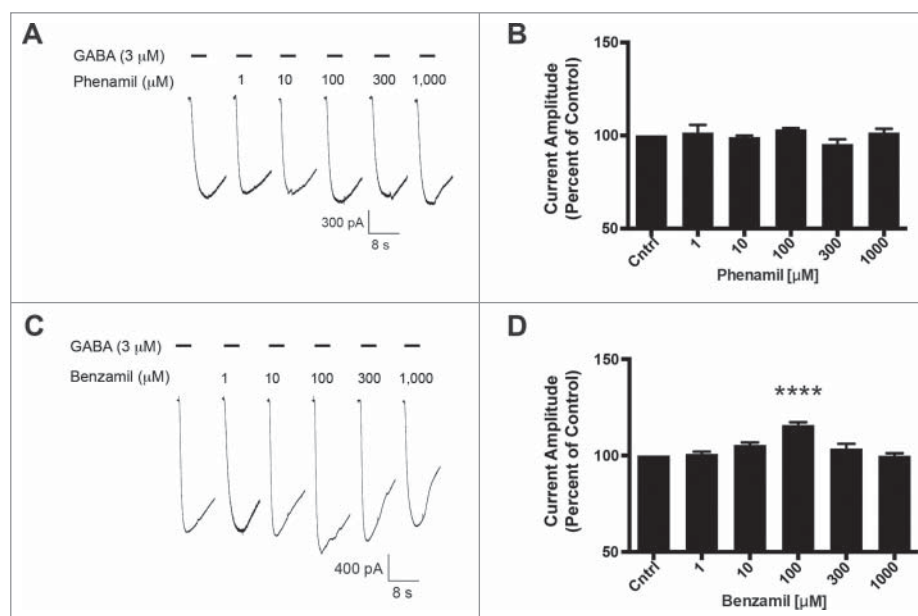 A
GABA (3 μM)
Phenamil (μM) 1 10 100 300 1,000
300 pA
8 s
B
Current Amplitude
(Percent of Control)
150
100
50
Cntrl 1 10 100 300 1000
Phenamil [μM]
C
GABA (3 μM)
Benzamil (μM) 1 10 100 300 1,000
400 pA
8 s
D
Current Amplitude
(Percent of Control)
150
100
50
****
Cntrl 1 10 100 300 1000
Benzamil [μM]